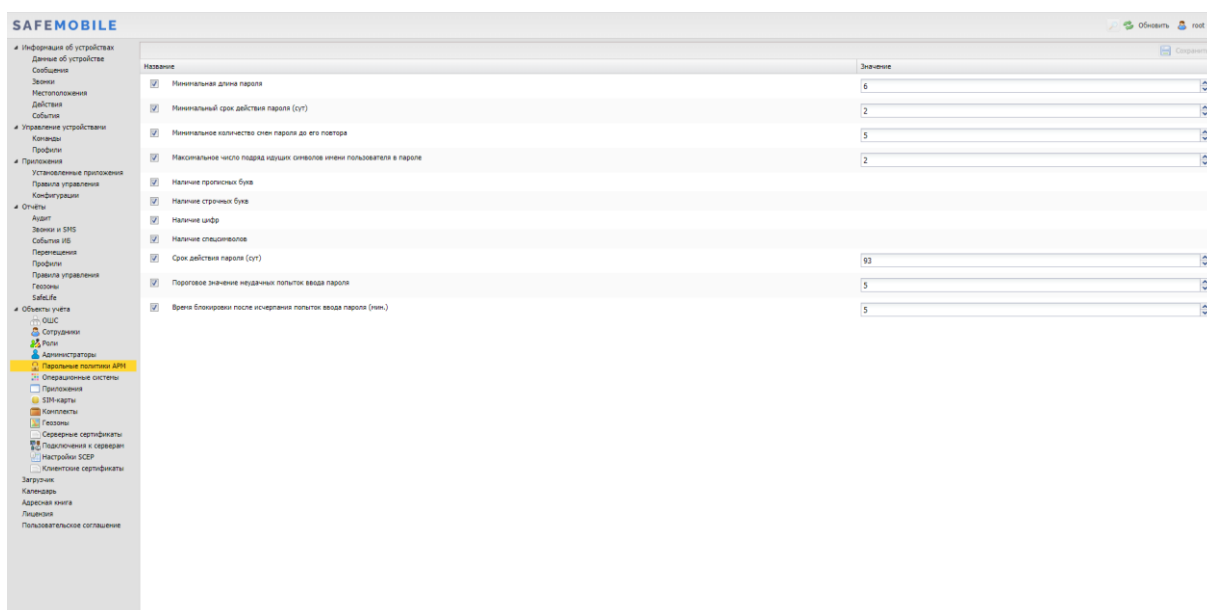 SAFEMOBILE
Обновить root
Информация об устройствах
Данные об устройстве
Сообщения
Звонки
Местоположения
Действия
События
Управление устройствами
Команды
Профили
Приложения
Установленные приложения
Правила управления
Конфигурации
Отчёты
Аудит
Звонки и SMS
События ИБ
Перемещения
Профили
Правила управления
Геозоны
SafeLife
Объекты учёта
ОШС
Сотрудники
Роли
Администраторы
Парольные политики АРМ
Операционные системы
Приложения
SIM-карты
Комплекты
Геозоны
Серверные сертификаты
Подключения к серверам
Настройки SCEP
Клиентские сертификаты
Загрузчик
Календарь
Адресная книга
Лицензия
Пользовательское соглашение
Сохранить
Название Значение
Минимальная длина пароля 6
Минимальный срок действия пароля (сут) 2
Минимальное количество смен пароля до его повтора 5
Максимальное число подряд идущих символов имени пользователя в пароле 2
Наличие прописных букв
Наличие строчных букв
Наличие цифр
Наличие спецсимволов
Срок действия пароля (сут) 93
Пороговое значение неудачных попыток ввода пароля 5
Время блокировки после исчерпания попыток ввода пароля (мин.) 5